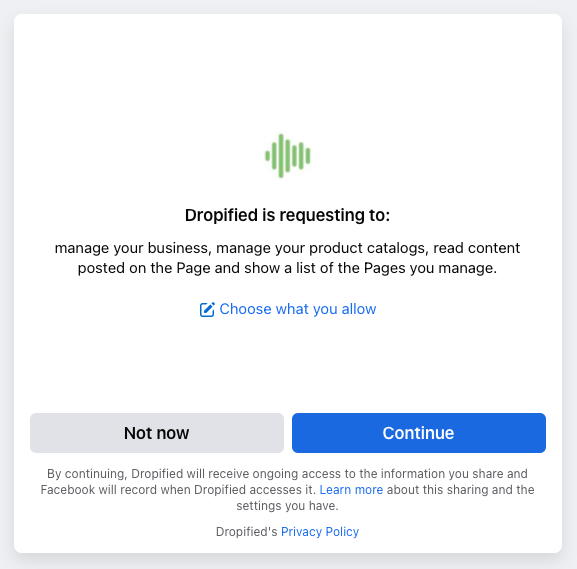 Dropified is requesting to:
manage your business, manage your product catalogs, read content
posted on the Page and show a list of the Pages you manage.
Choose what you allow
Not now
Continue
By continuing, Dropified will receive ongoing access to the information you share and
Facebook will record when Dropified accesses it. Learn more about this sharing and the
settings you have.
Dropified's Privacy Policy